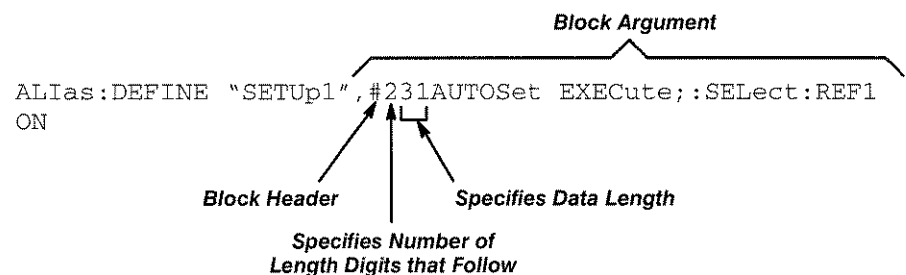 Block Argument
ALIas:DEFINE “SETUp1”,#231AUTOSet EXECute;:SELect:REF1
ON
Block Header
Specifies Data Length
Specifies Number of
Length Digits that Follow